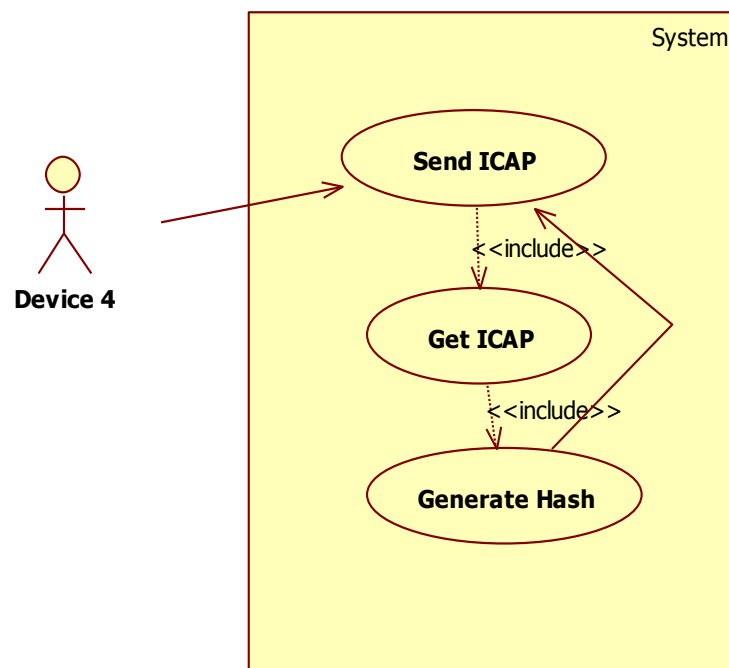 System
Send ICAP
<<include>>
Device 4
Get ICAP
<<include>>
Generate Hash